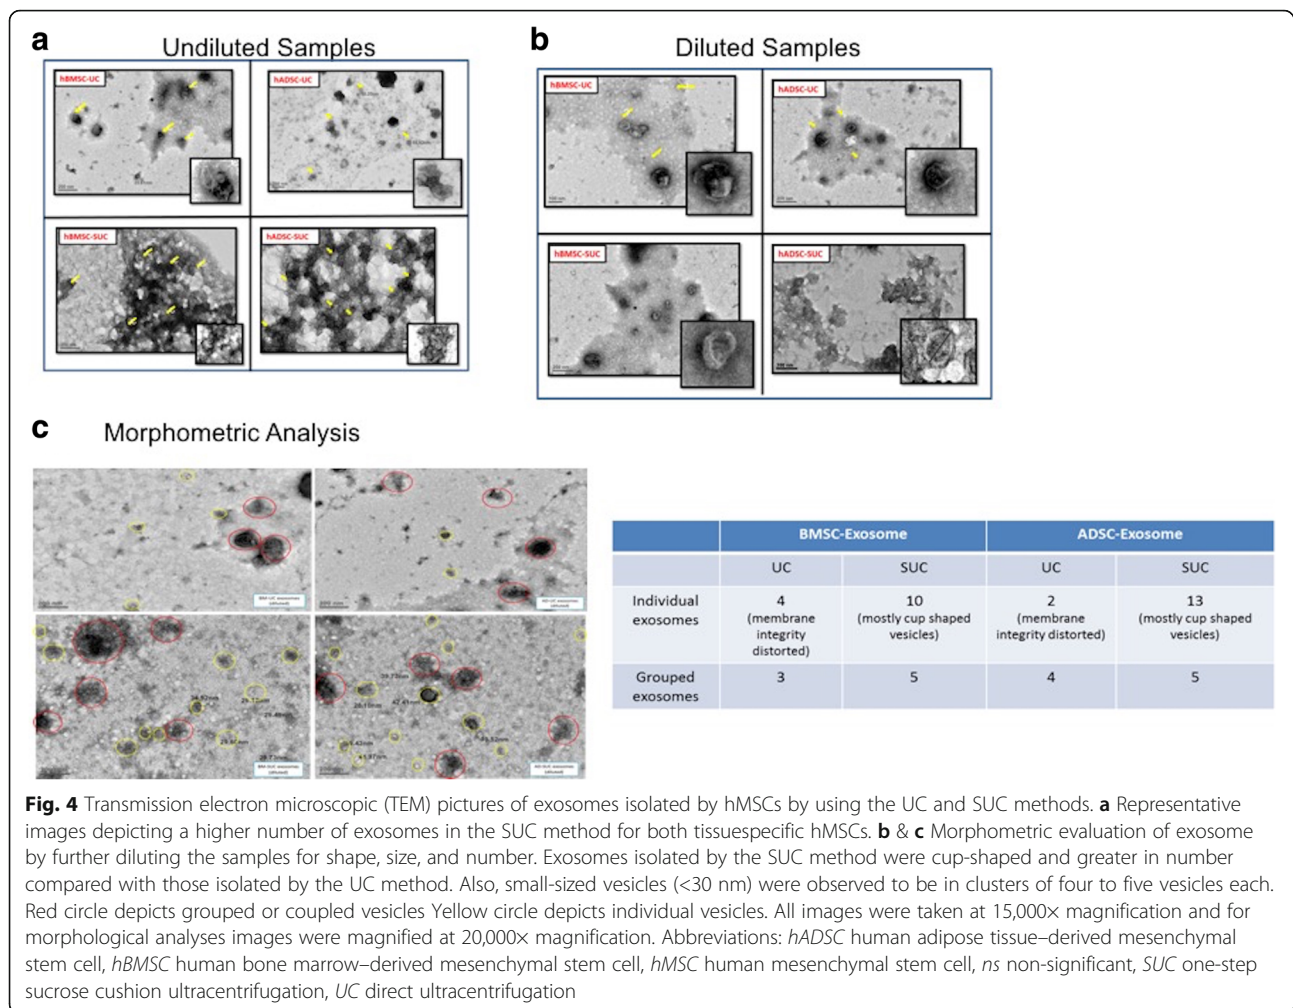 a
Undiluted Samples
hBMSC-UC
hADSC-UC
hBMSC-SUC
hADSC-SUC
b
Diluted Samples
hBMSC-UC
hADSC-UC
hBMSC-SUC
hADSC-SUC
c
Morphometric Analysis
BMSC-Exosome ADSC-Exosome
UC SUC UC SUC
Individual exosomes 4 (membrane integrity distorted) 10 (mostly cup shaped vesicles) 2 (membrane integrity distorted) 13 (mostly cup shaped vesicles)
Grouped exosomes 3 5 4 5
Fig. 4 Transmission electron microscopic (TEM) pictures of exosomes isolated by hMSCs by using the UC and SUC methods. a Representative
images depicting a higher number of exosomes in the SUC method for both tissuespecific hMSCs. b & c Morphometric evaluation of exosome
by further diluting the samples for shape, size, and number. Exosomes isolated by the SUC method were cup-shaped and greater in number
compared with those isolated by the UC method. Also, small-sized vesicles (<30 nm) were observed to be in clusters of four to five vesicles each.
Red circle depicts grouped or coupled vesicles Yellow circle depicts individual vesicles. All images were taken at 15,000× magnification and for
morphological analyses images were magnified at 20,000× magnification. Abbreviations: hADSC human adipose tissue–derived mesenchymal
stem cell, hBMSC human bone marrow–derived mesenchymal stem cell, hMSC human mesenchymal stem cell, ns non-significant, SUC one-step
sucrose cushion ultracentrifugation, UC direct ultracentrifugation